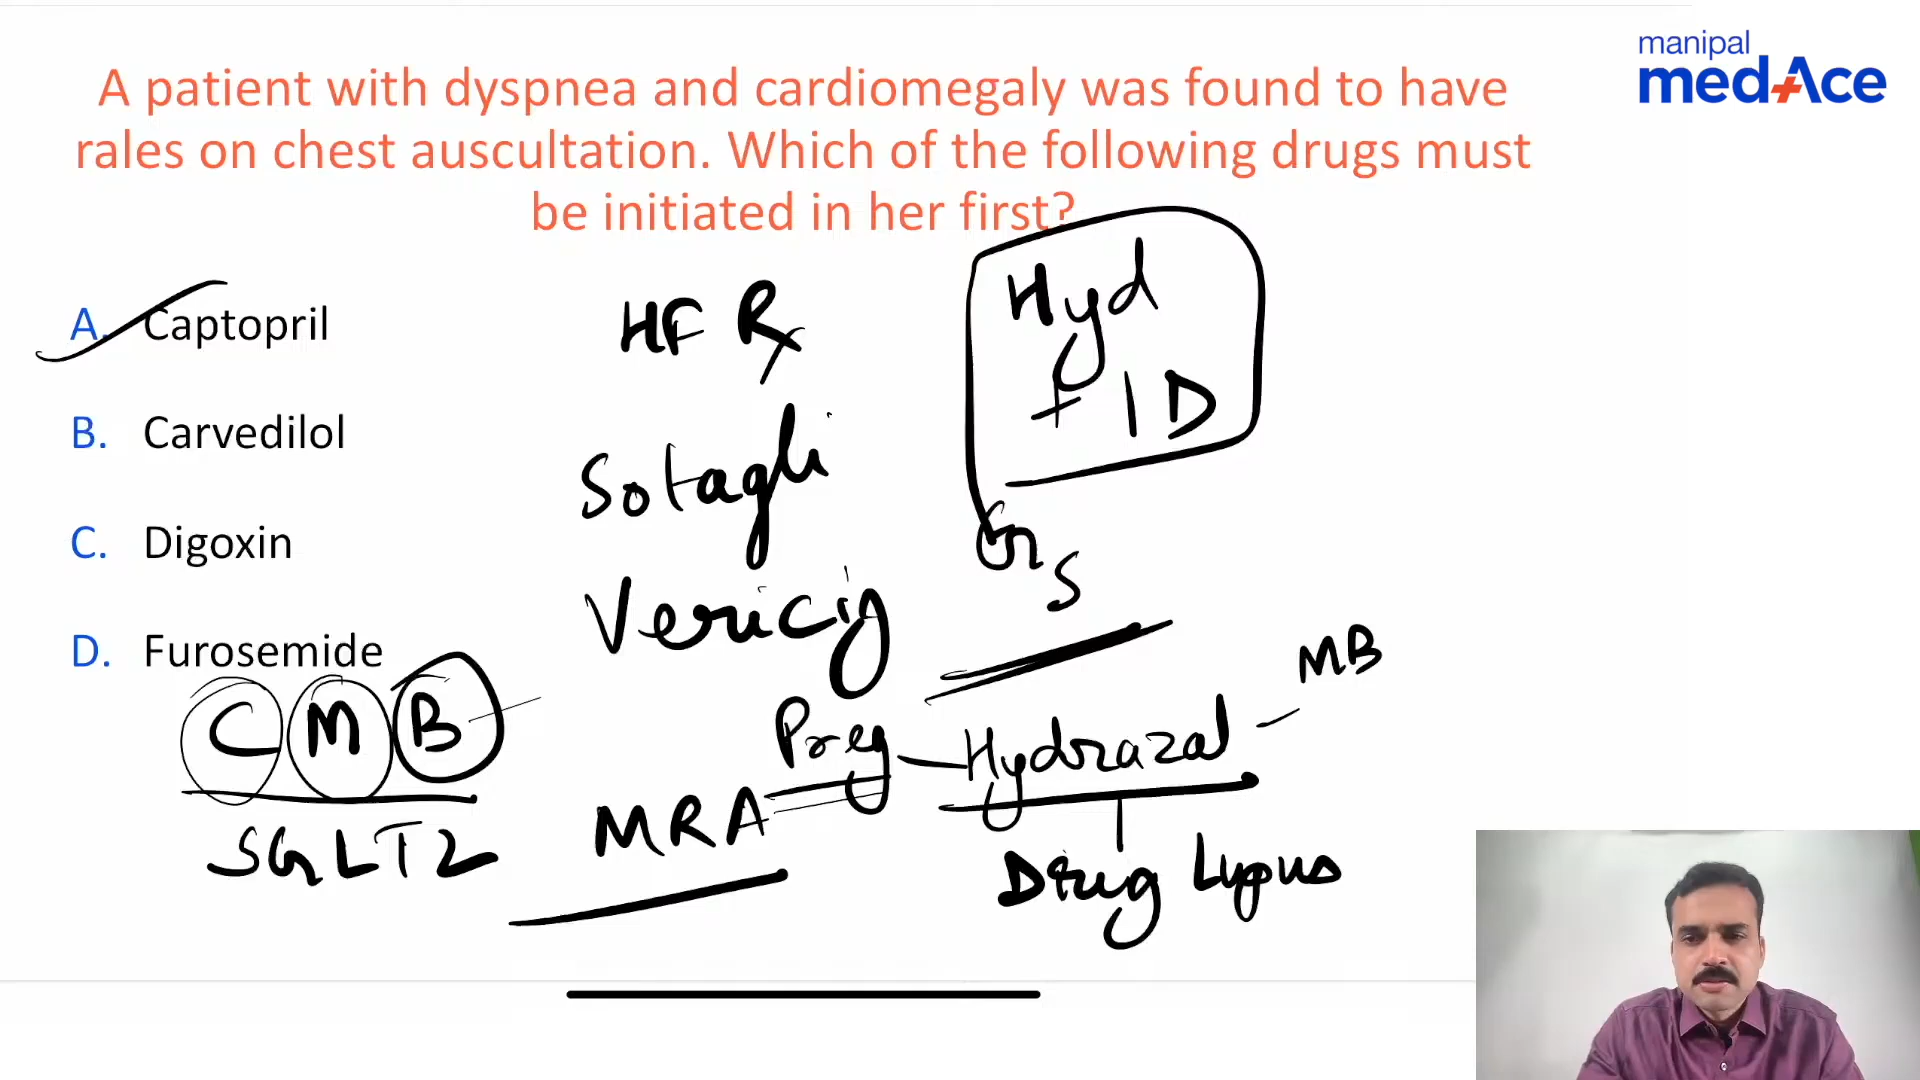 manipal
medAce
A patient with dyspnea and cardiomegaly was found to have
rales on chest auscultation. Which of the following drugs must
be initiated in her first?
A. Captopril
B. Carvedilol
C. Digoxin
D. Furosemide
HF Rx
Hyd
+ ID
Sotagli
Vericig
S
MB
C M B
Preg
Hydrazal
SGLT2
MRA
Drug Lupus